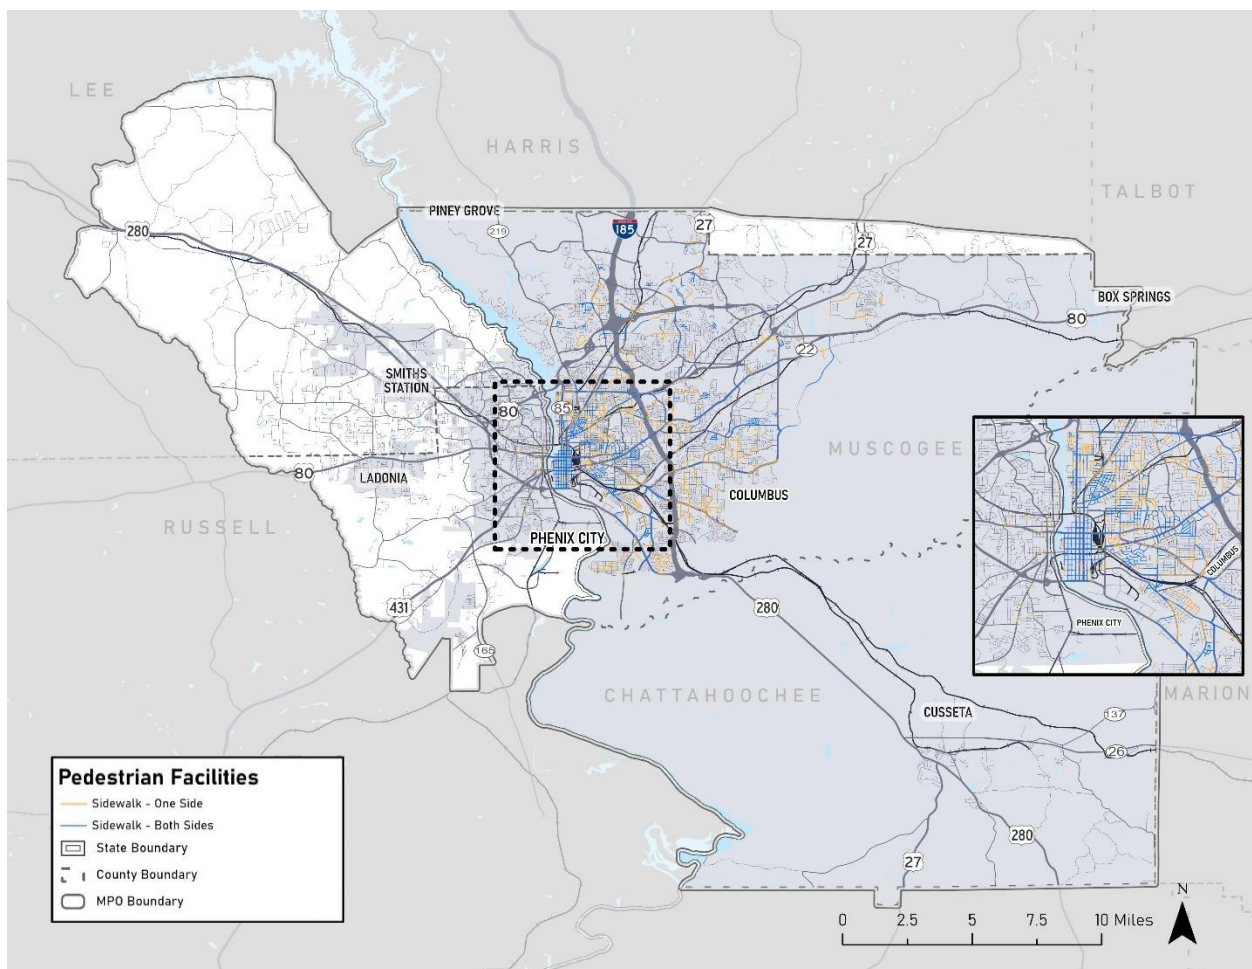 LEE
HARRIS
TALBOT
PINEY GROVE
219
185
27
27
280
BOX SPRINGS
80
22
SMITHS
STATION
80
85
MUSCOGEE
80
LADONIA
COLUMBUS
RUSSELL
PHENIX CITY
COLUMBUS
PHENIX CITY
431
280
165
CHATTAHOOCHEE
MARION
CUSSETA
137
26
280
27
Pedestrian Facilities
Sidewalk - One Side
Sidewalk - Both Sides
State Boundary
County Boundary
MPO Boundary
N
0 2.5 5 7.5 10 Miles